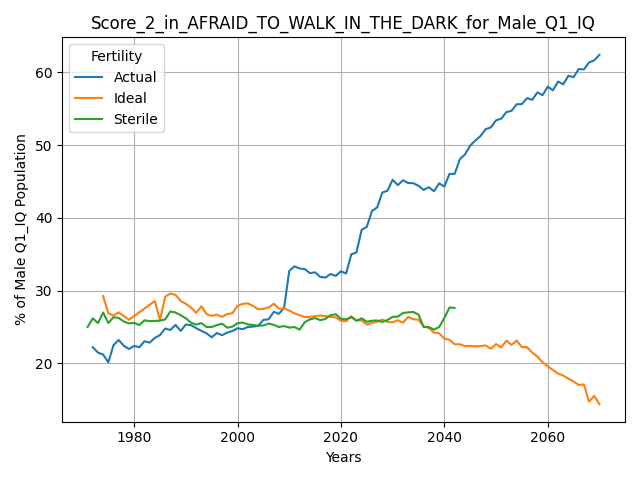 Score_2_in_AFRAID_TO_WALK_IN_THE_DARK_for_Male_Q1_IQ
Fertility
Actual
Ideal
Sterile
% of Male Q1_IQ Population
60
50
40
30
20
1980
2000
2020
2040
2060
Years